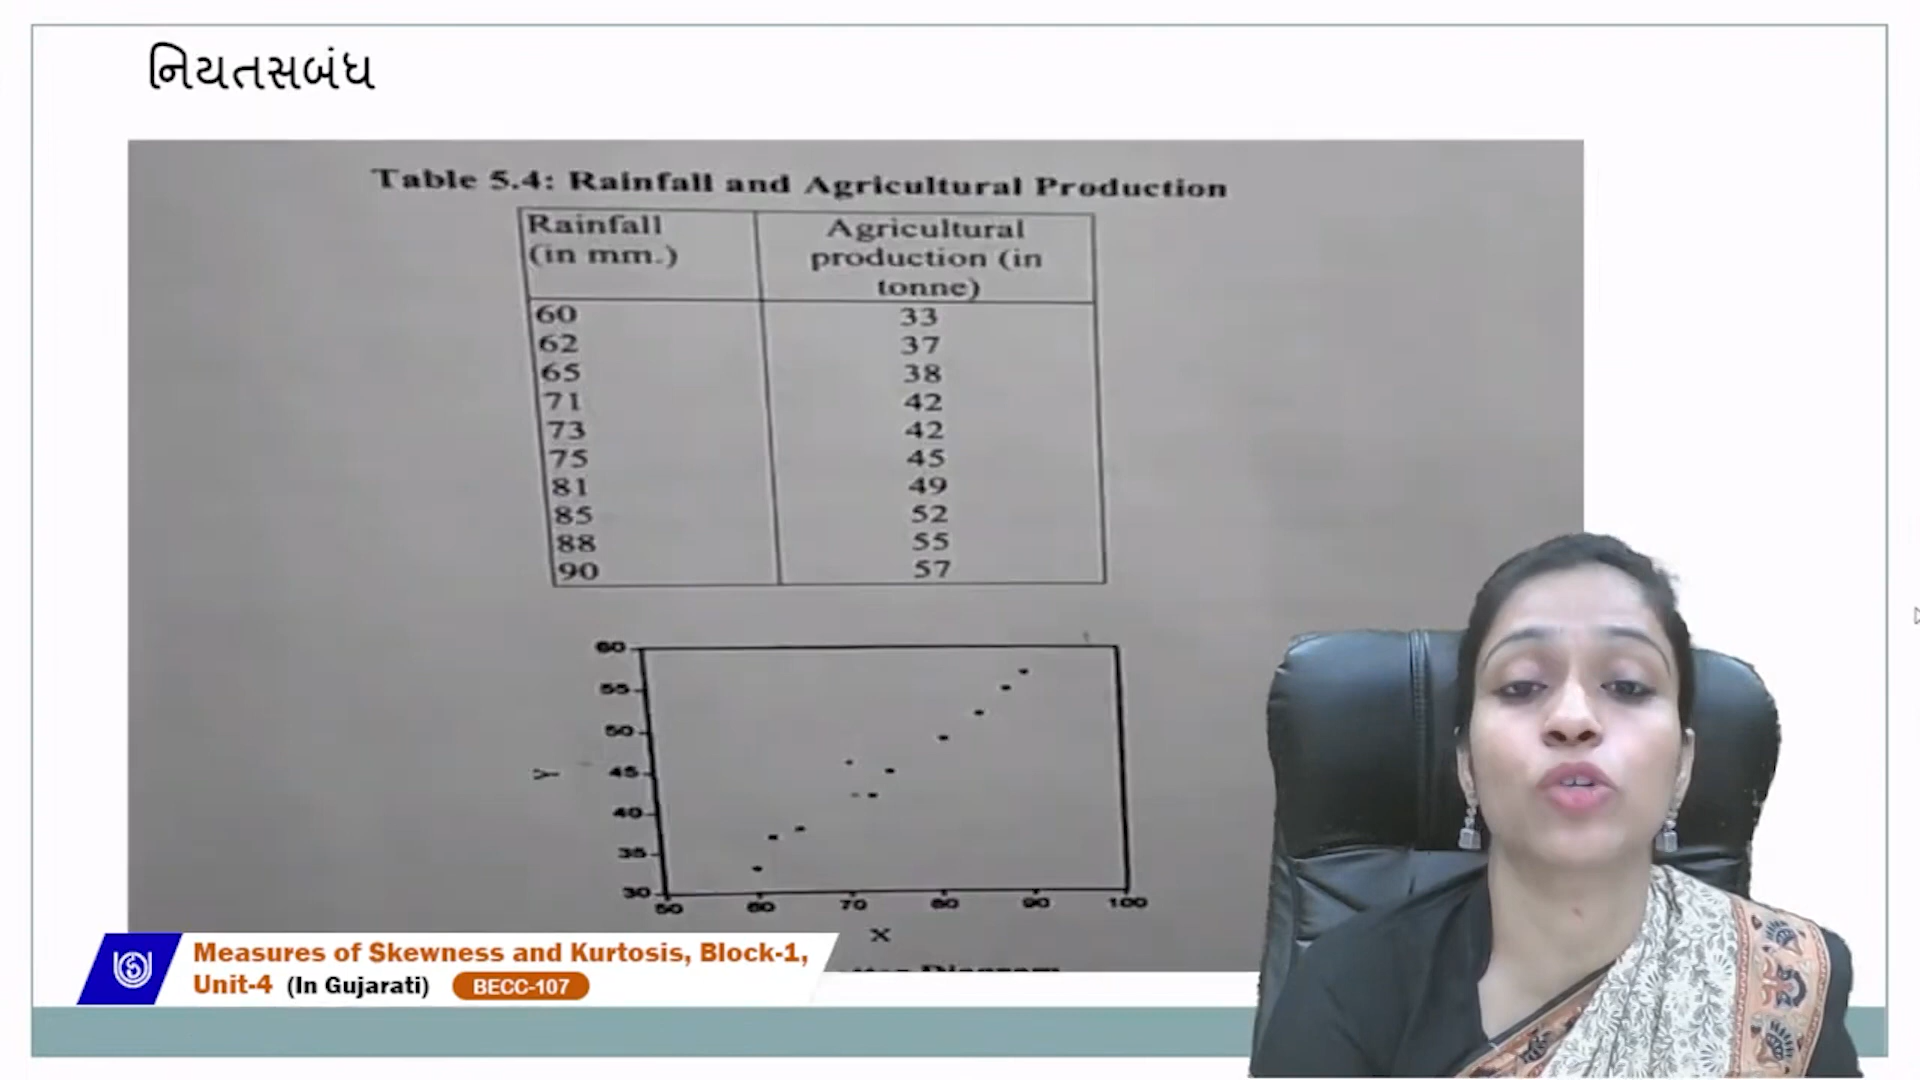 નિયતસબંધ
Table 5.4: Rainfall and Agricultural Production
Rainfall
(in mm.)
Agricultural
production (in
tonne)
60 33
62 37
65 38
71 42
73 42
75 45
81 49
85 52
88 55
90 57
60
55
50
45
40
35
30
Y
50 60 70 80 90 100
X
Diagram
Measures of Skewness and Kurtosis, Block-1,
Unit-4 (In Gujarati) BECC-107